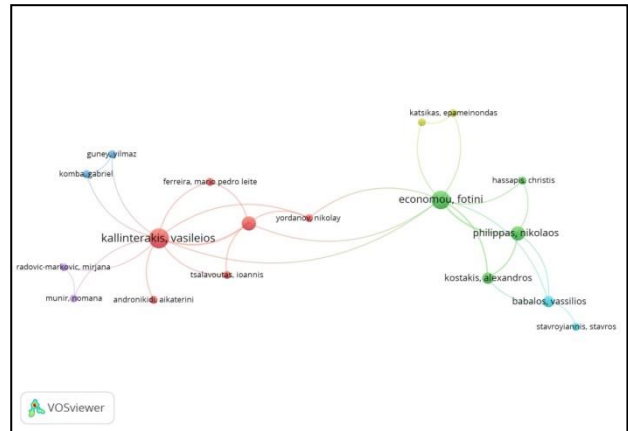 katsikas, epameinondas
guney, yilmaz
komba, gabriel
ferreira, mario pedro leite
hassapis, christis
economou, fotini
yordanov, nikolay
kallinterakis, vasileios
philippas, nikolaos
radovic-markovic, mirjana
tsalavoutas, ioannis
kostakis, alexandros
munir, nomana
andronikidi, aikaterini
babalos, vassilios
stavroyiannis, stavros
VOSviewer